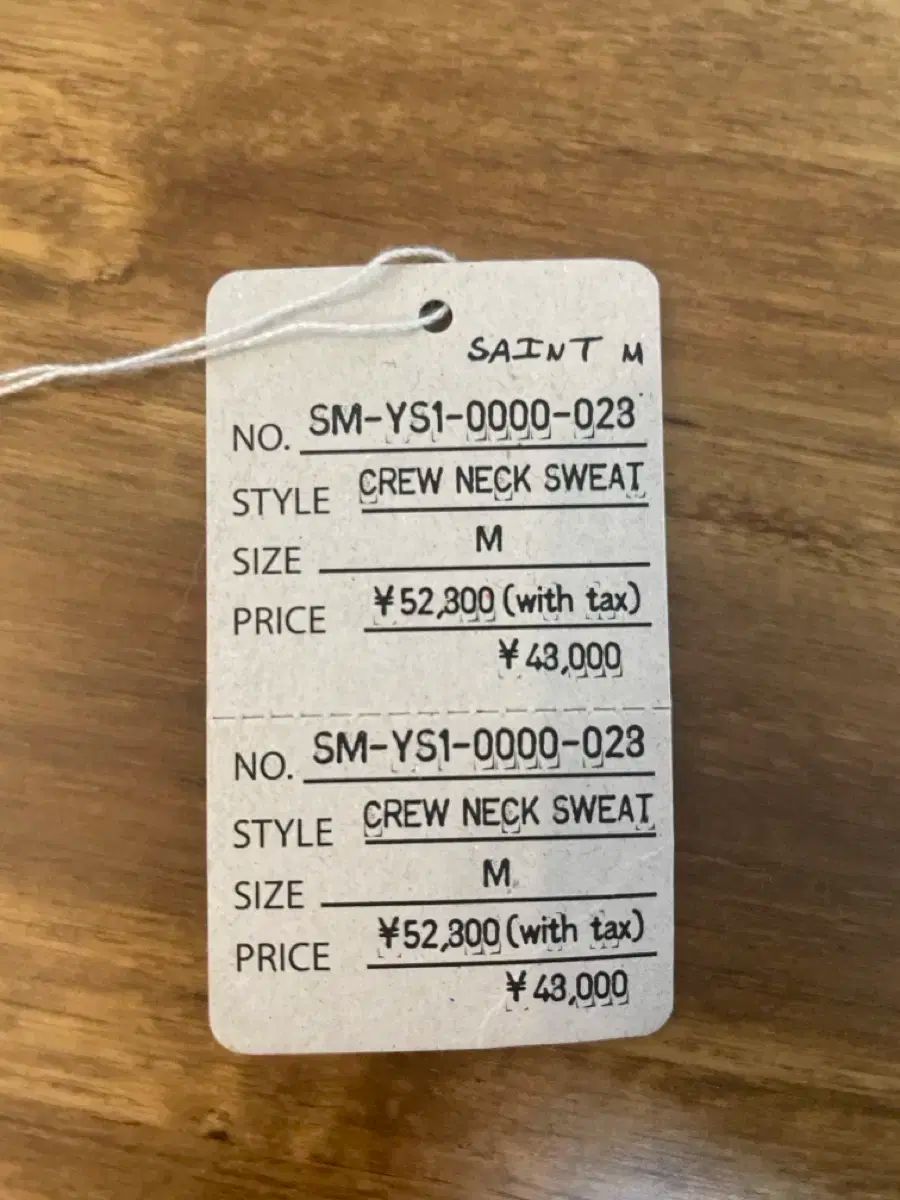 SAINT M
NO. SM-YS1-0000-023
STYLE CREW NECK SWEAT
SIZE M
PRICE ¥52,300 (with tax)
¥43,000
NO. SM-YS1-0000-023
STYLE CREW NECK SWEAT
SIZE M
PRICE ¥52,300 (with tax)
¥43,000